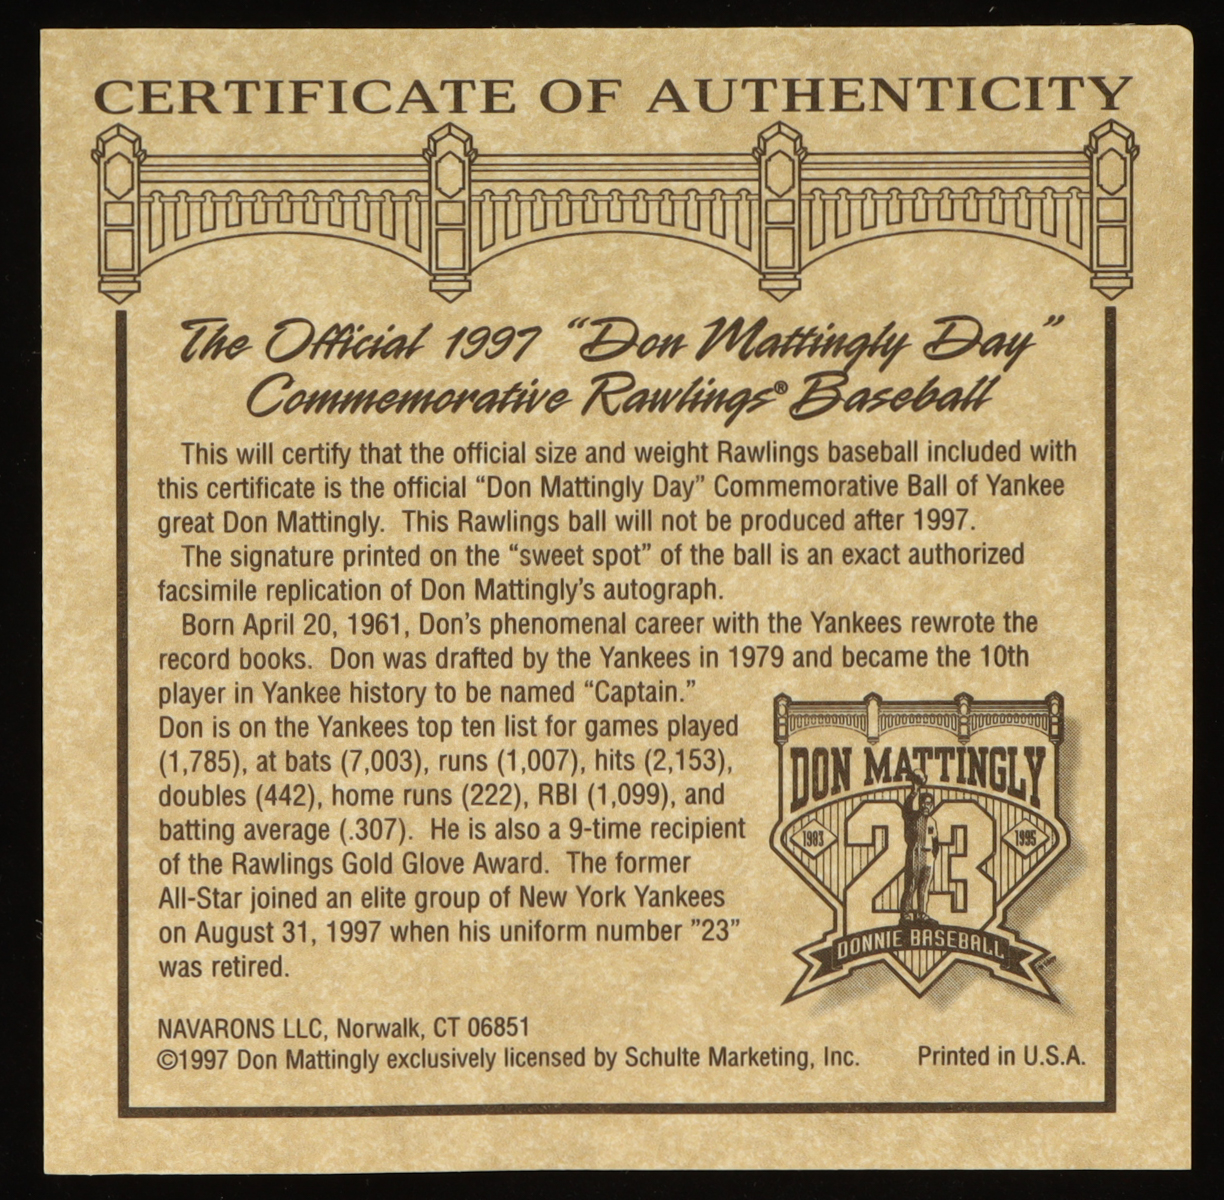 CERTIFICATE OF AUTHENTICITY
The Official 1997 “Don Mattingly Day”
Commemorative Rawlings® Baseball
This will certify that the official size and weight Rawlings baseball included with
this certificate is the official “Don Mattingly Day” Commemorative Ball of Yankee
great Don Mattingly. This Rawlings ball will not be produced after 1997.
The signature printed on the “sweet spot” of the ball is an exact authorized
facsimile replication of Don Mattingly’s autograph.
Born April 20, 1961, Don’s phenomenal career with the Yankees rewrote the
record books. Don was drafted by the Yankees in 1979 and became the 10th
player in Yankee history to be named “Captain.”
Don is on the Yankees top ten list for games played
(1,785), at bats (7,003), runs (1,007), hits (2,153),
doubles (442), home runs (222), RBI (1,099), and
batting average (.307). He is also a 9-time recipient
of the Rawlings Gold Glove Award. The former
All-Star joined an elite group of New York Yankees
on August 31, 1997 when his uniform number ”23”
was retired.
DON MATTINGLY
1983
23
1995
DONNIE BASEBALL
NAVARONS LLC, Norwalk, CT 06851
©1997 Don Mattingly exclusively licensed by Schulte Marketing, Inc.
Printed in U.S.A.